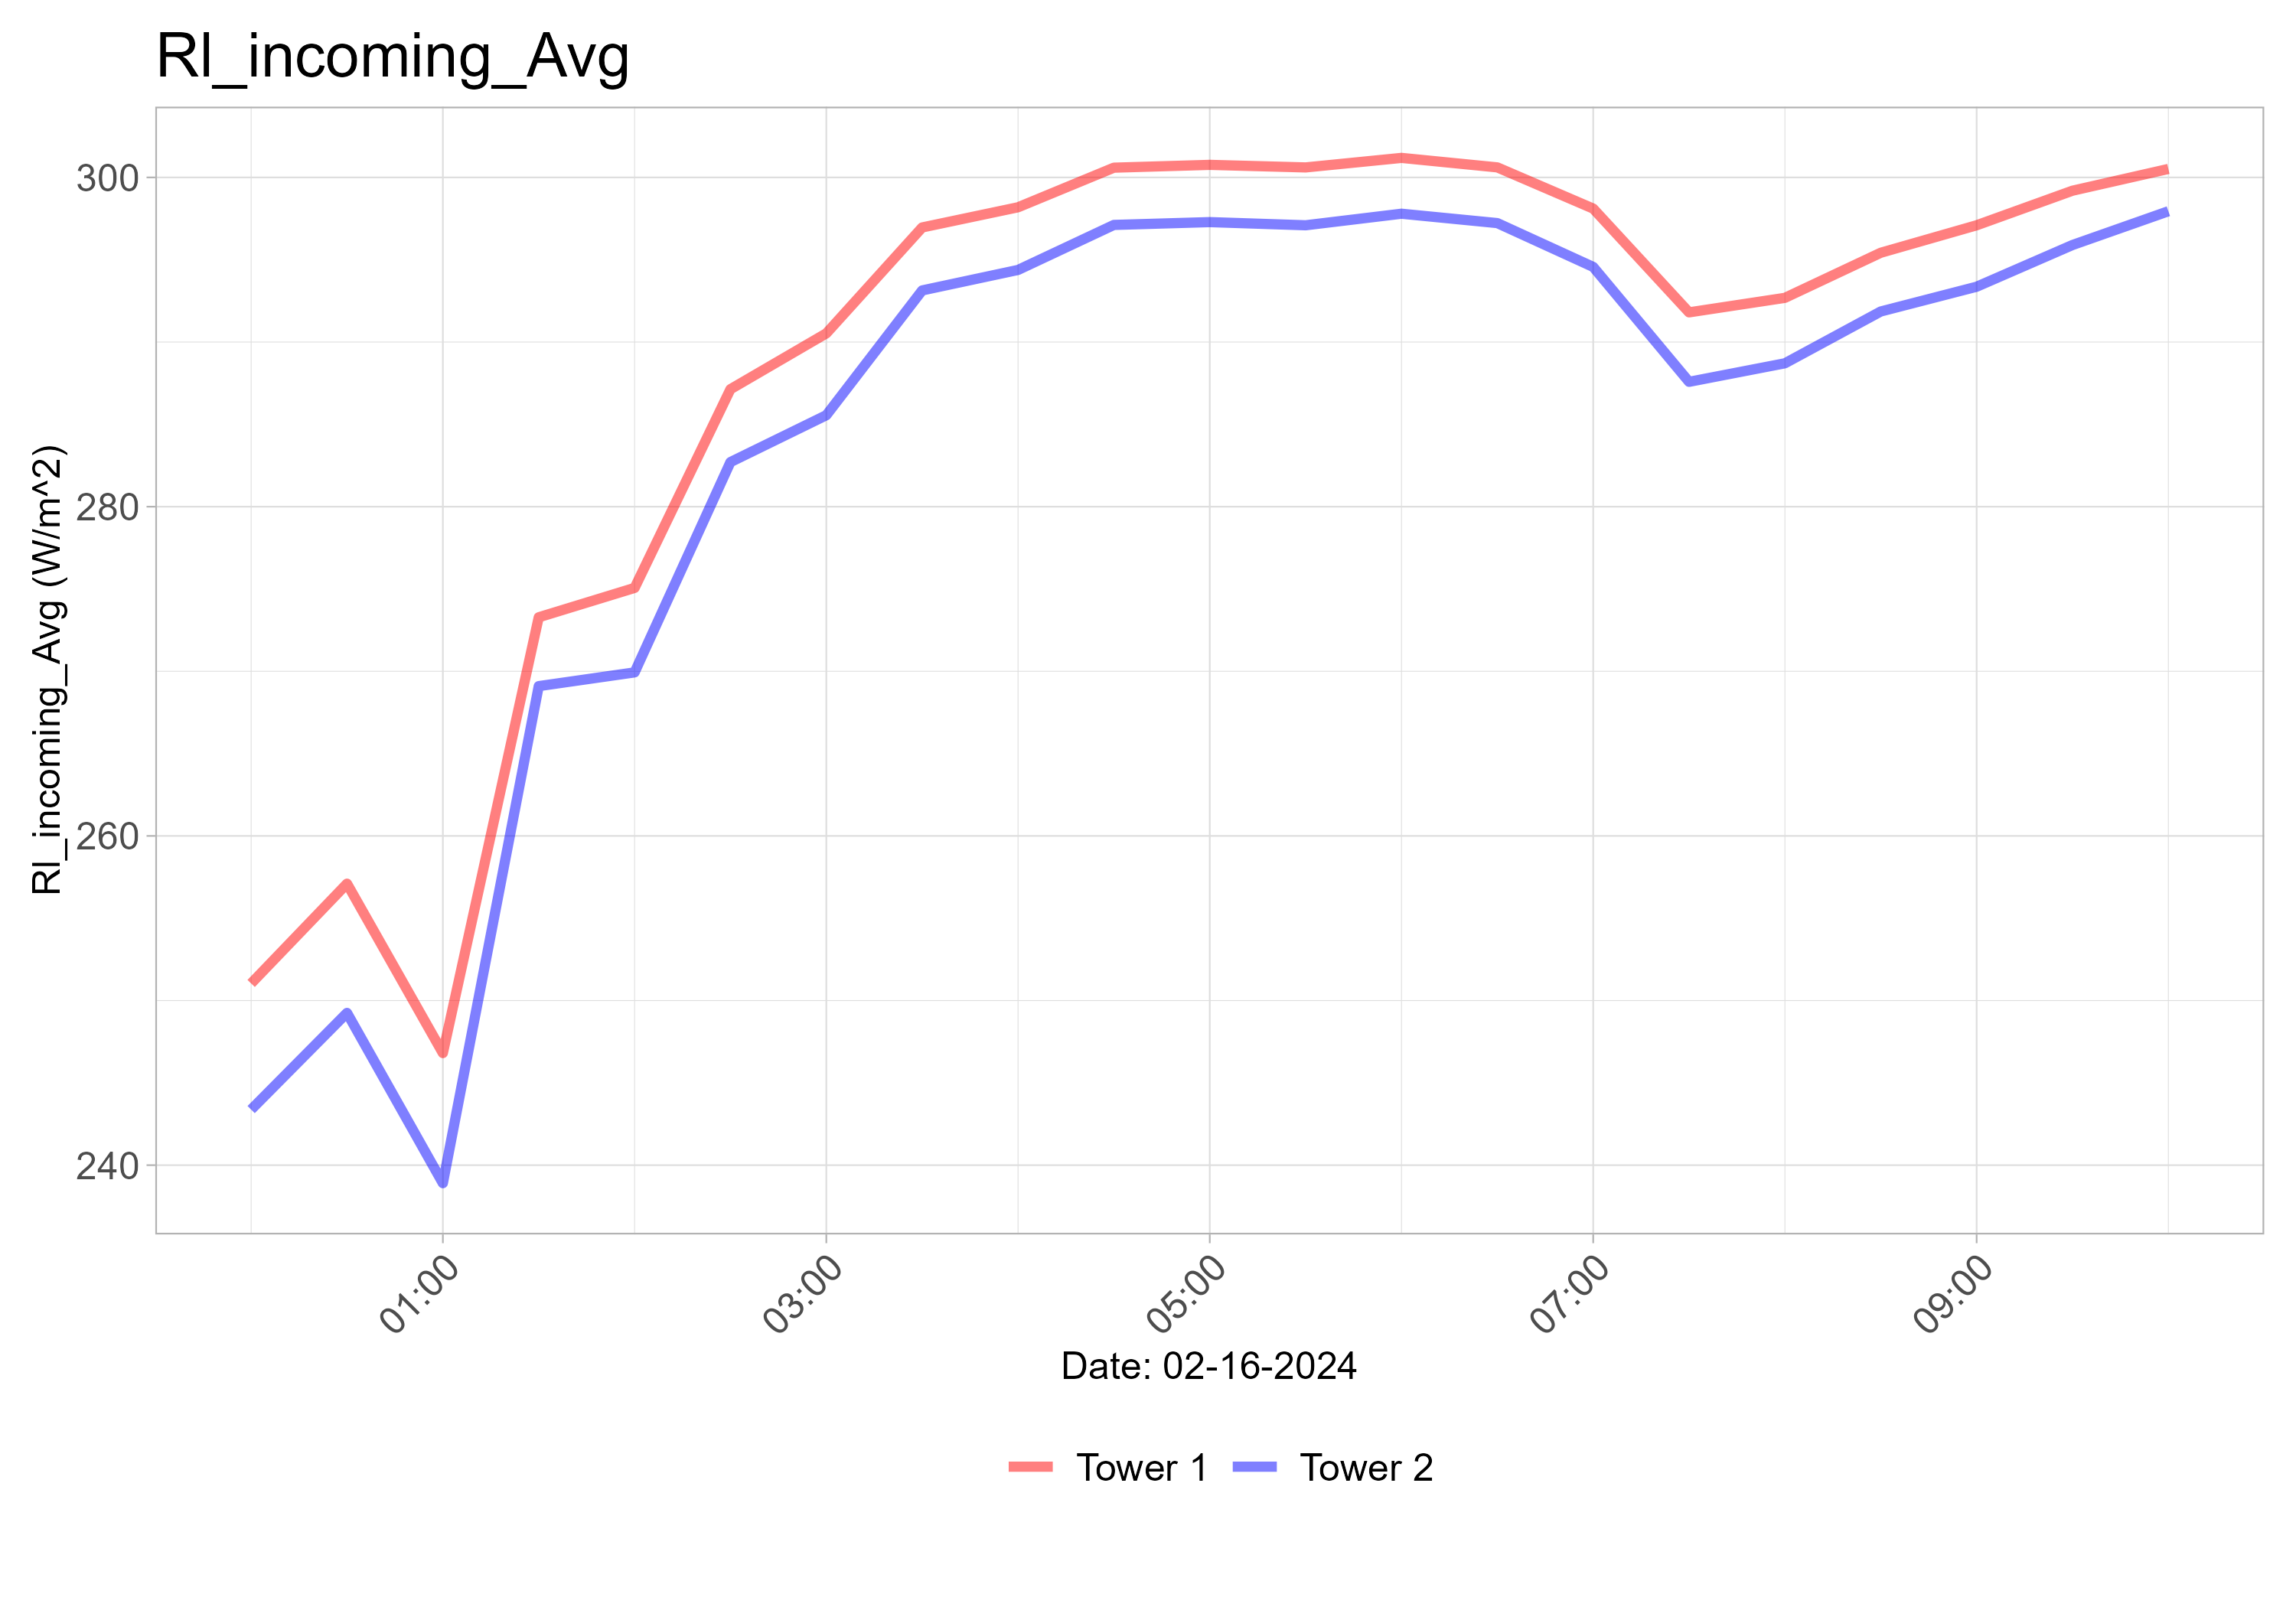 Rl_incoming_Avg
Rl_incoming_Avg (W/m^2)
300
280
260
240
01:00
03:00
05:00
07:00
09:00
Date: 02-16-2024
Tower 1
Tower 2